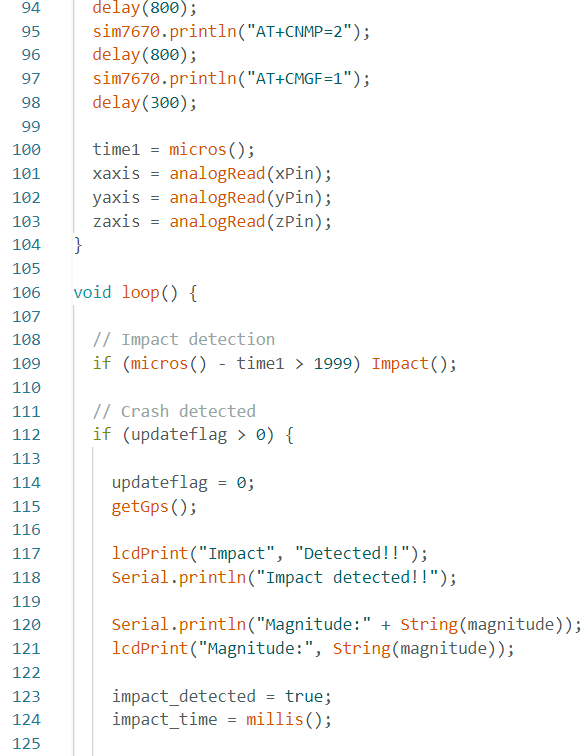 94 delay(800);
95 sim7670.println("AT+CNMP=2");
96 delay(800);
97 sim7670.println("AT+CMGF=1");
98 delay(300);
99
100 time1 = micros();
101 xaxis = analogRead(xPin);
102 yaxis = analogRead(yPin);
103 zaxis = analogRead(zPin);
104 }
105
106 void loop() {
107
108 // Impact detection
109 if (micros() - time1 > 1999) Impact();
110
111 // Crash detected
112 if (updateflag > 0) {
113
114 updateflag = 0;
115 getGps();
116
117 lcdPrint("Impact", "Detected!!");
118 Serial.println("Impact detected!!");
119
120 Serial.println("Magnitude:" + String(magnitude));
121 lcdPrint("Magnitude:", String(magnitude));
122
123 impact_detected = true;
124 impact_time = millis();
125